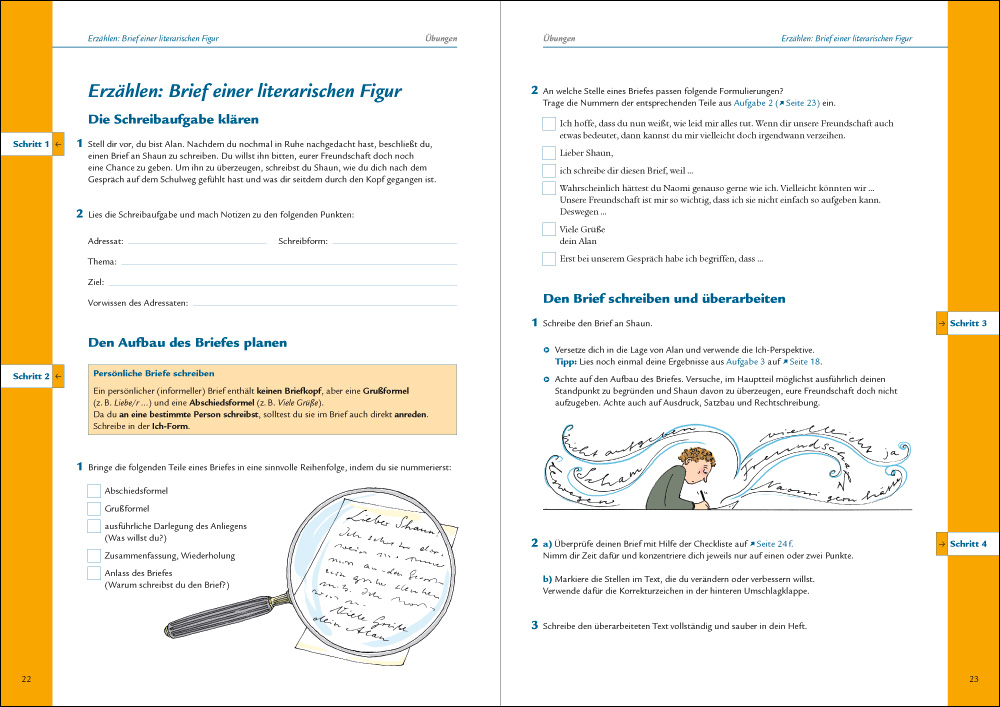 Erzählen: Brief einer literarischen Figur
Übungen
Erzählen: Brief einer literarischen Figur
Die Schreibaufgabe klären
Schritt 1 ←
1 Stell dir vor, du bist Alan. Nachdem du nochmal in Ruhe nachgedacht hast, beschließt du,
einen Brief an Shaun zu schreiben. Du willst ihn bitten, eurer Freundschaft doch noch
eine Chance zu geben. Um ihn zu überzeugen, schreibst du Shaun, wie du dich nach dem
Gespräch auf dem Schulweg gefühlt hast und was dir seitdem durch den Kopf gegangen ist.
2 Lies die Schreibaufgabe und mach Notizen zu den folgenden Punkten:
Adressat: Schreibform:
Thema:
Ziel:
Vorwissen des Adressaten:
Den Aufbau des Briefes planen
Schritt 2 ←
Persönliche Briefe schreiben
Ein persönlicher (informeller) Brief enthält keinen Briefkopf, aber eine Grußformel
(z. B. Liebe/r ...) und eine Abschiedsformel (z. B. Viele Grüße).
Da du an eine bestimmte Person schreibst, solltest du sie im Brief auch direkt anreden.
Schreibe in der Ich-Form.
1 Bringe die folgenden Teile eines Briefes in eine sinnvolle Reihenfolge, indem du sie nummerierst:
Abschiedsformel
Grußformel
ausführliche Darlegung des Anliegens
(Was willst du?)
Zusammenfassung, Wiederholung
Anlass des Briefes
(Warum schreibst du den Brief?)
Lieber Shaun,
Viele Grüße
dein Alan
22
Übungen
Erzählen: Brief einer literarischen Figur
2 An welche Stelle eines Briefes passen folgende Formulierungen?
Trage die Nummern der entsprechenden Teile aus Aufgabe 2 (↗ Seite 23) ein.
Ich hoffe, dass du nun weißt, wie leid mir alles tut. Wenn dir unsere Freundschaft auch
etwas bedeutet, dann kannst du mir vielleicht doch irgendwann verzeihen.
Lieber Shaun,
ich schreibe dir diesen Brief, weil ...
Wahrscheinlich hättest du Naomi genauso gerne wie ich. Vielleicht könnten wir ...
Unsere Freundschaft ist mir so wichtig, dass ich sie nicht einfach so aufgeben kann.
Deswegen ...
Viele Grüße
dein Alan
Erst bei unserem Gespräch habe ich begriffen, dass ...
Den Brief schreiben und überarbeiten
1 Schreibe den Brief an Shaun.
→ Schritt 3
Versetze dich in die Lage von Alan und verwende die Ich-Perspektive.
Tipp: Lies noch einmal deine Ergebnisse aus Aufgabe 3 auf ↗ Seite 18.
Achte auf den Aufbau des Briefes. Versuche, im Hauptteil möglichst ausführlich deinen
Standpunkt zu begründen und Shaun davon zu überzeugen, eure Freundschaft doch nicht
aufzugeben. Achte auch auf Ausdruck, Satzbau und Rechtschreibung.
nicht aufgeben
vielleicht ja
Scham
Freundschaft
deswegen
Naomi gern hätte
2 a) Überprüfe deinen Brief mit Hilfe der Checkliste auf ↗ Seite 24 f.
Nimm dir Zeit dafür und konzentriere dich jeweils nur auf einen oder zwei Punkte.
→ Schritt 4
b) Markiere die Stellen im Text, die du verändern oder verbessern willst.
Verwende dafür die Korrekturzeichen in der hinteren Umschlagklappe.
3 Schreibe den überarbeiteten Text vollständig und sauber in dein Heft.
23